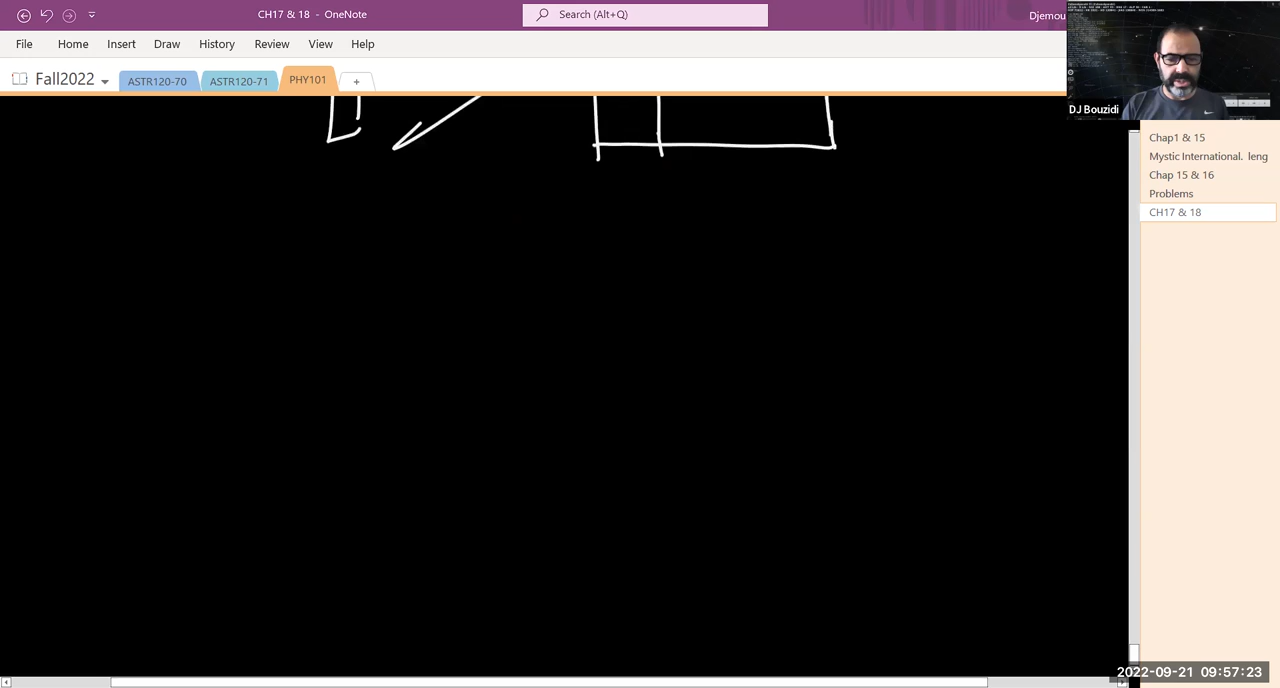 CH17 & 18 - OneNote
Search (Alt+Q)
Djemou
File Home Insert Draw History Review View Help
Fall2022 ASTR120-70 ASTR120-71 PHY101 +
DJ Bouzidi
Chap1 & 15
Mystic International. leng
Chap 15 & 16
Problems
CH17 & 18
2022-09-21 09:57:23